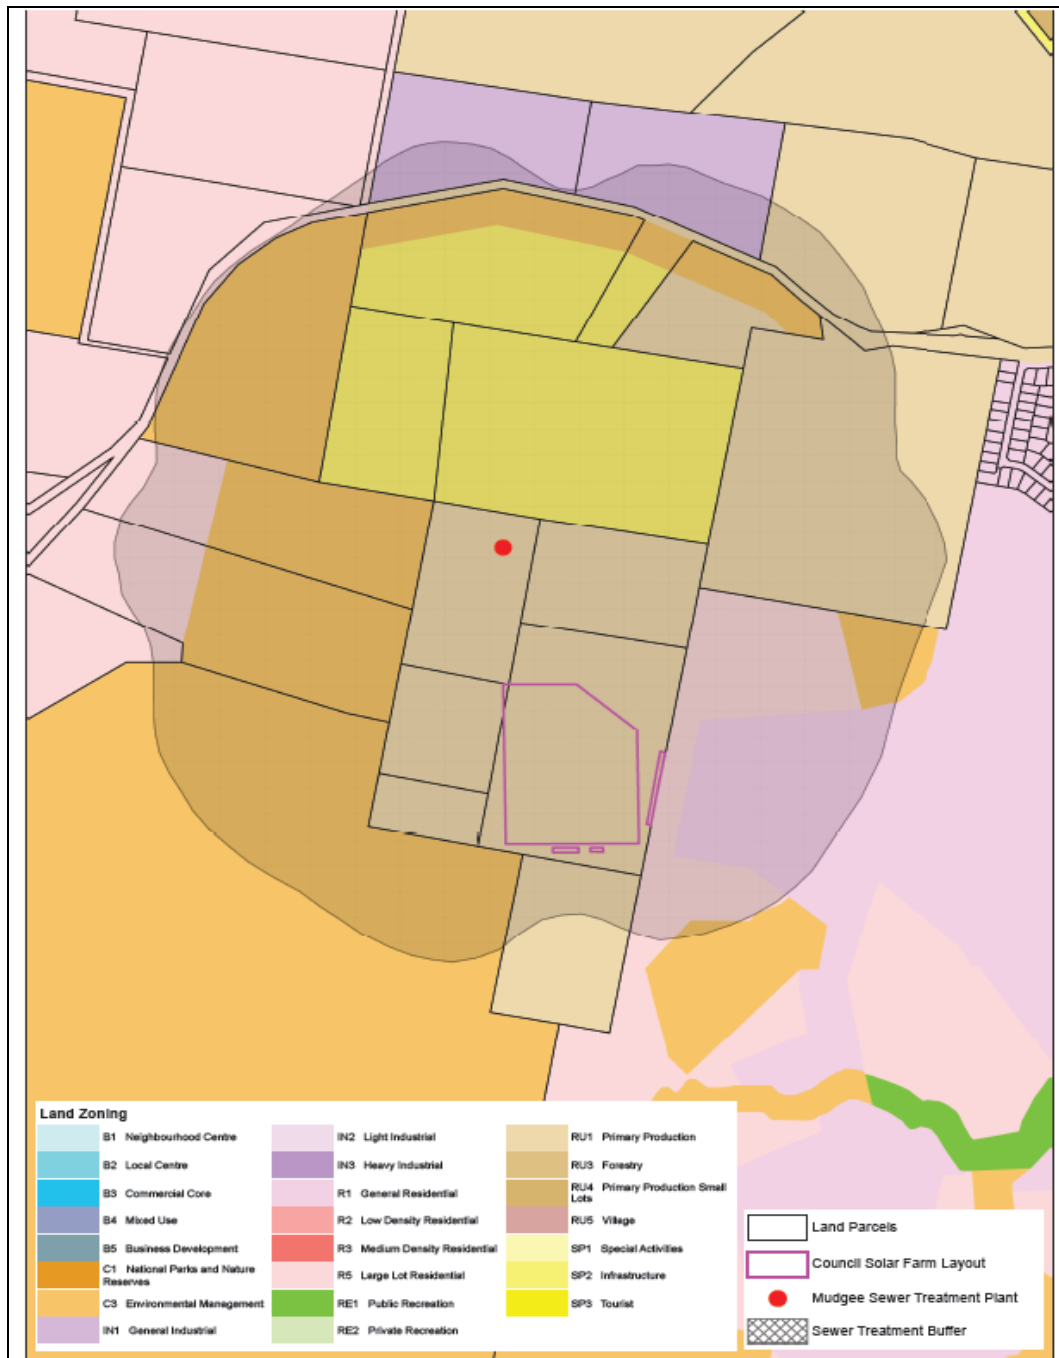 Land Zoning
B1 Neighbourhood Centre
B2 Local Centre
B3 Commercial Core
B4 Mixed Use
B5 Business Development
C1 National Parks and Nature
Reserves
C3 Environmental Management
IN1 General Industrial
IN2 Light Industrial
IN3 Heavy Industrial
R1 General Residential
R2 Low Density Residential
R3 Medium Density Residential
R5 Large Lot Residential
RE1 Public Recreation
RE2 Private Recreation
RU1 Primary Production
RU3 Forestry
RU4 Primary Production Small
Lots
RU5 Village
SP1 Special Activities
SP2 Infrastructure
SP3 Tourist
Land Parcels
Council Solar Farm Layout
Mudgee Sewer Treatment Plant
Sewer Treatment Buffer